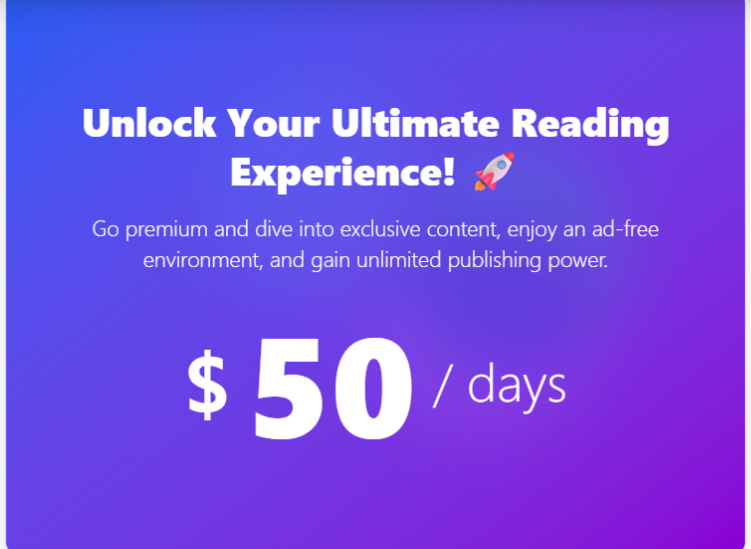 Unlock Your Ultimate Reading
Experience! 🚀
Go premium and dive into exclusive content, enjoy an ad-free
environment, and gain unlimited publishing power.
$ 50 / days